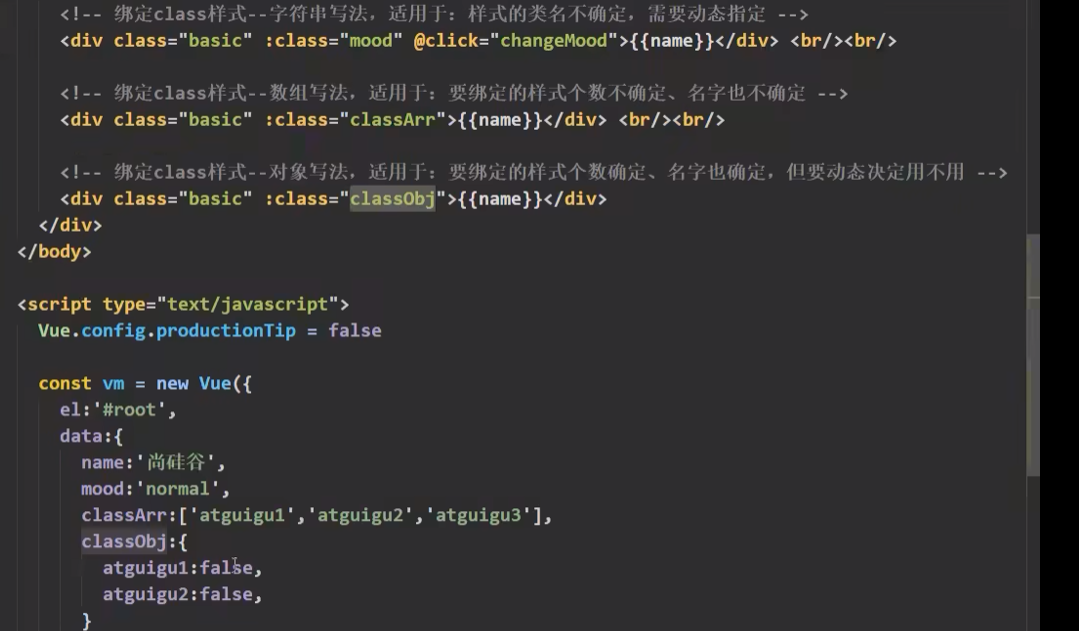 <!-- 绑定class样式--字符串写法，适用于：样式的类名不确定，需要动态指定 -->
<div class="basic" :class="mood" @click="changeMood">{{name}}</div> <br/><br/>
<!-- 绑定class样式--数组写法，适用于：要绑定的样式个数不确定、名字也不确定 -->
<div class="basic" :class="classArr">{{name}}</div> <br/><br/>
<!-- 绑定class样式--对象写法，适用于：要绑定的样式个数确定、名字也确定，但要动态决定用不用 -->
<div class="basic" :class="classObj">{{name}}</div>
</div>
</body>
<script type="text/javascript">
Vue.config.productionTip = false
const vm = new Vue({
el:'#root',
data:{
name:'尚硅谷',
mood:'normal',
classArr:['atguigu1','atguigu2','atguigu3'],
classObj:{
atguigu1:false,
atguigu2:false,
}